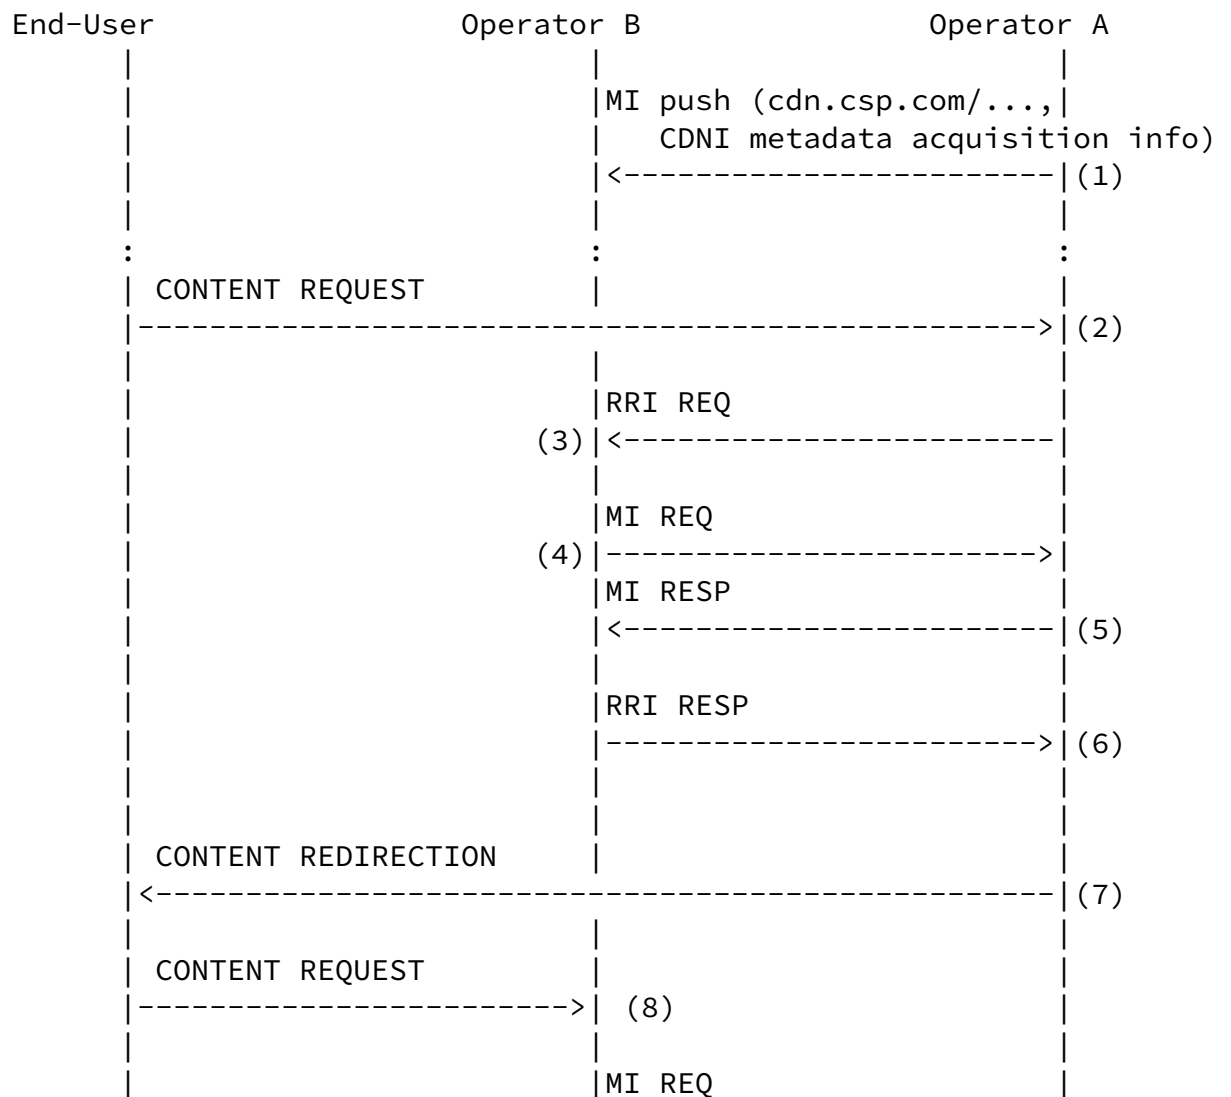 End-User Operator B Operator A
MI push (cdn.csp.com/...,
CDNI metadata acquisition info)
(1)
CONTENT REQUEST
(2)
RRI REQ
(3)
MI REQ
(4)
MI RESP
(5)
RRI RESP
(6)
CONTENT REDIRECTION
(7)
CONTENT REQUEST
(8)
MI REQ